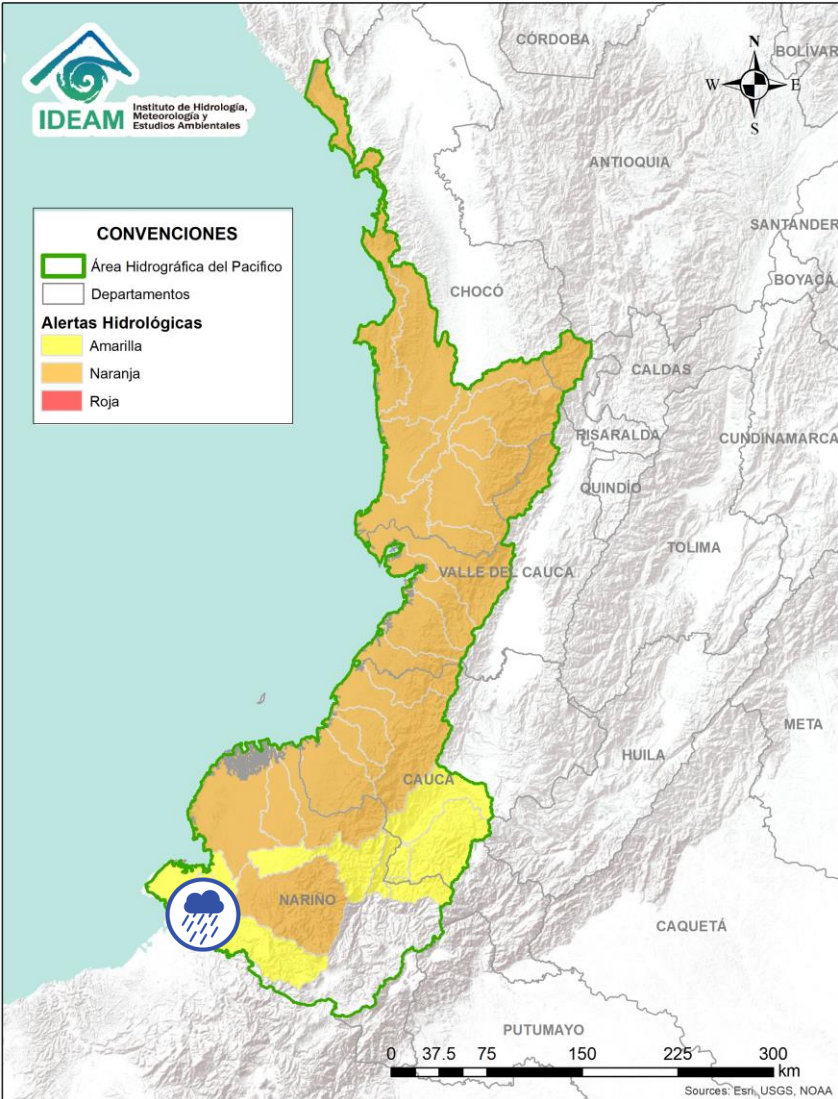 IDEAM
Instituto de Hidrología,
Meteorología y
Estudios Ambientales
CÓRDOBA
N
BOLÍVAR
W
E
S
ANTIOQUIA
SANTANDER
CONVENCIONES
Área Hidrográfica del Pacifico
Departamentos
Alertas Hidrológicas
Amarilla
Naranja
Roja
BOYACÁ
CHOCÓ
CALDAS
RISARALDA
CUNDINAMARCA
QUINDÍO
TOLIMA
VALLE DEL CAUCA
META
HUILA
CAUCA
NARIÑO
CAQUETÁ
PUTUMAYO
0 37.5 75 150 225 300
km
Sources: Esri, USGS, NOAA